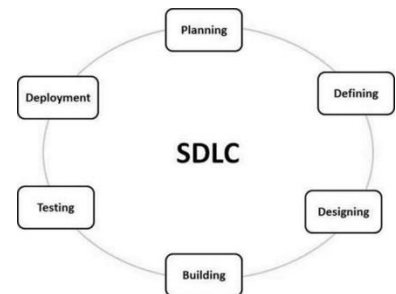 Planning
Deployment
Defining
SDLC
Testing
Designing
Building